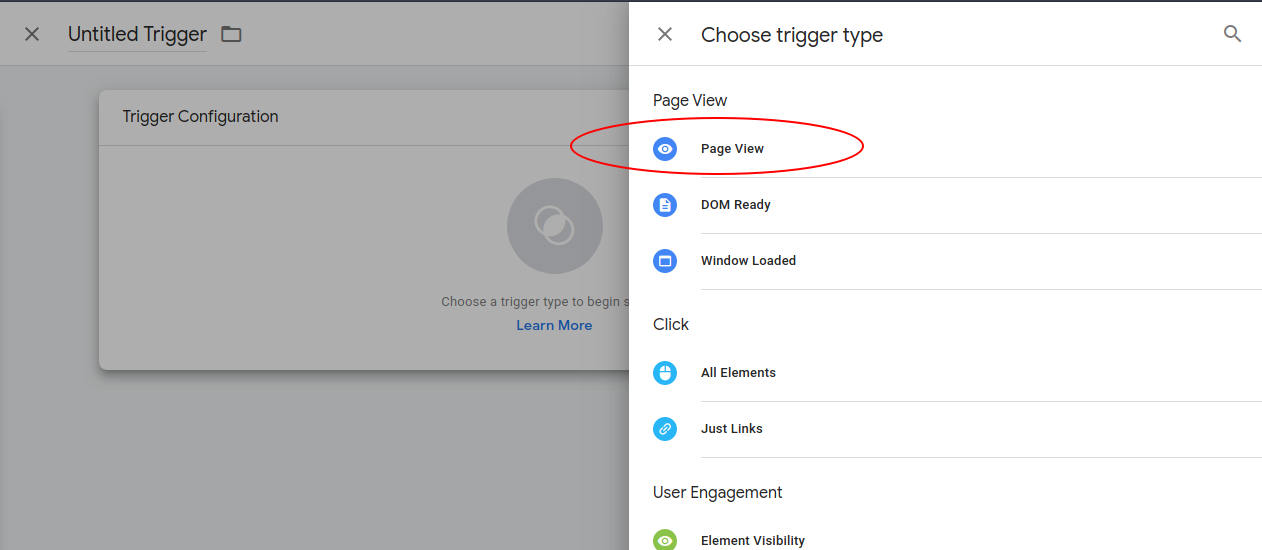 Untitled Trigger
Trigger Configuration
Choose a trigger type to begin
Learn More
Choose trigger type
Page View
Page View
DOM Ready
Window Loaded
Click
All Elements
Just Links
User Engagement
Element Visibility